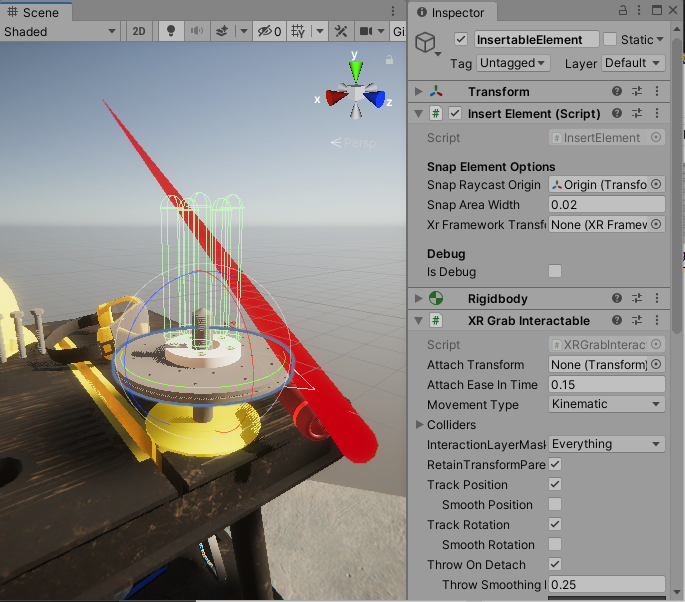 Scene
Inspector
Shaded
2D
0
Gi
InsertableElement
Static
Tag Untagged
Layer Default
y
x
z
Persp
Transform
Insert Element (Script)
Script
InsertElement
Snap Element Options
Snap Raycast Origin
Origin (Transfo
Snap Area Width
0.02
Xr Framework Transf
None (XR Framew
Debug
Is Debug
Rigidbody
XR Grab Interactable
Script
XRGrabInterac
Attach Transform
None (Transform)
Attach Ease In Time
0.15
Movement Type
Kinematic
Colliders
InteractionLayerMask
Everything
RetainTransformPare
Track Position
Smooth Position
Track Rotation
Smooth Rotation
Throw On Detach
Throw Smoothing
0.25